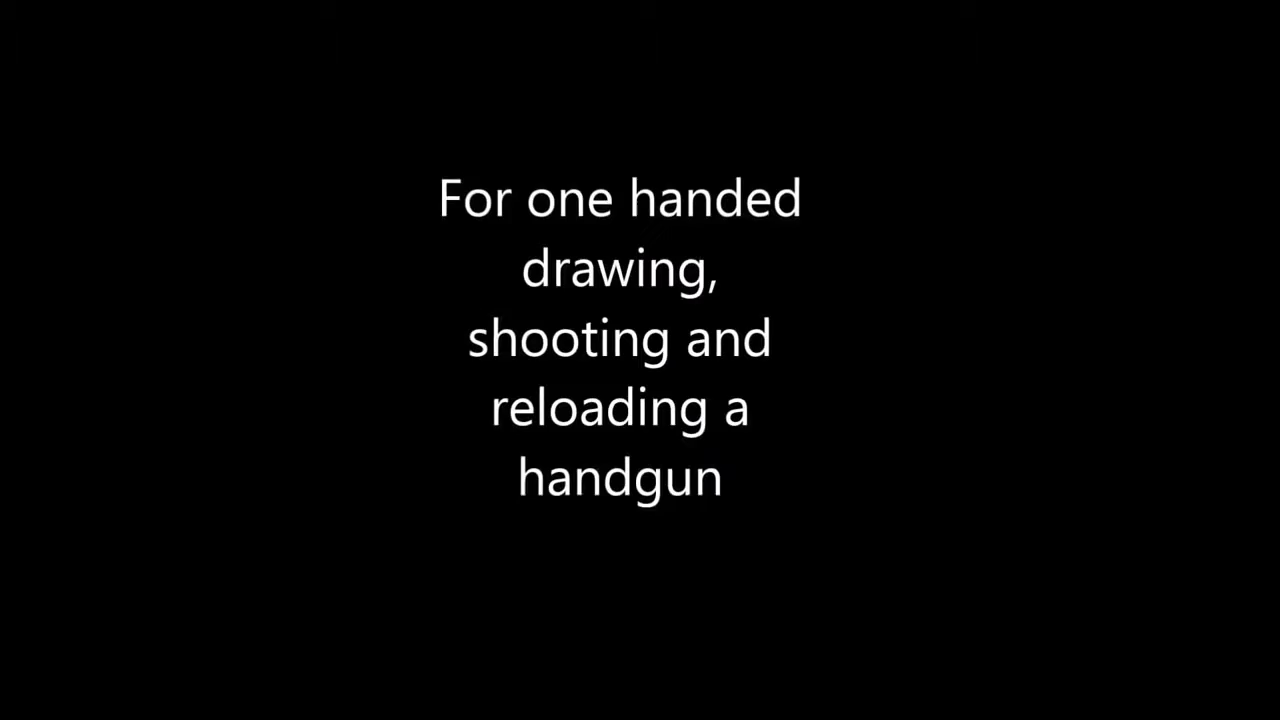 For one handed
drawing,
shooting and
reloading a
handgun